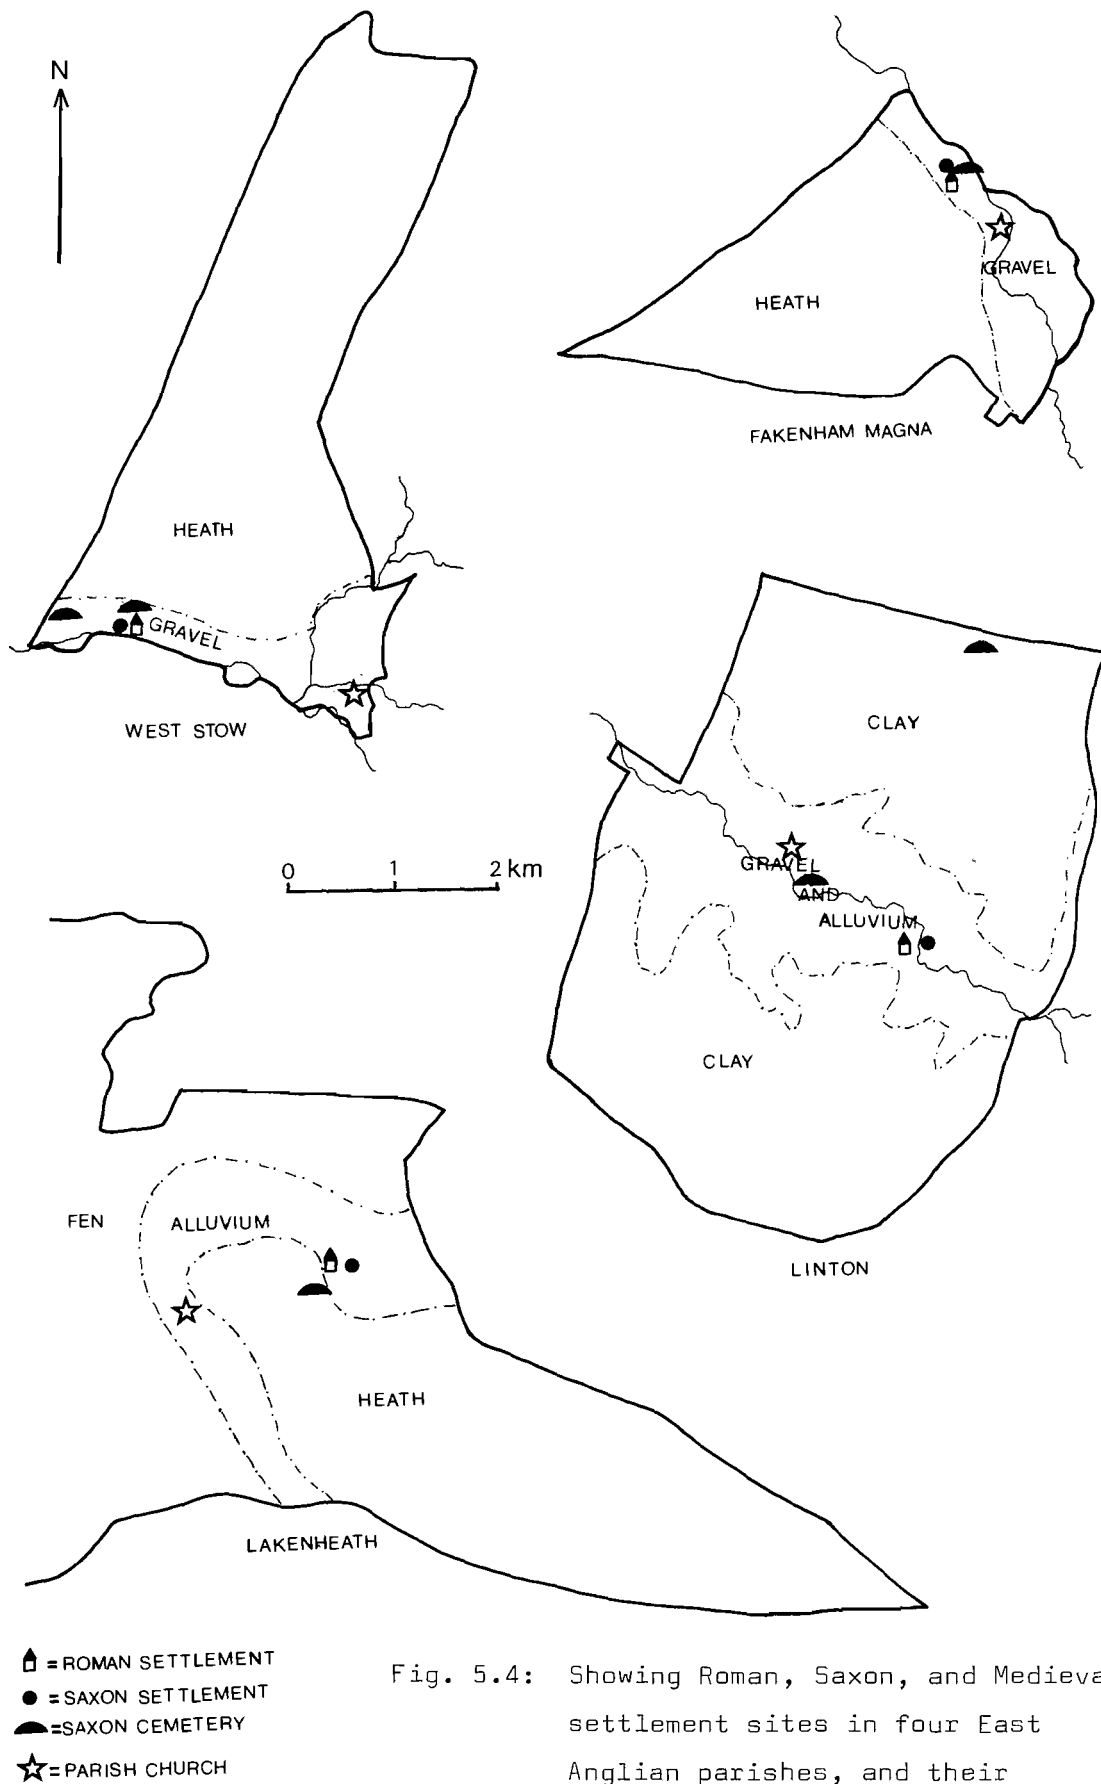 N
HEATH
GRAVEL
WEST STOW
HEATH
GRAVEL
FAKENHAM MAGNA
0 1 2 km
CLAY
GRAVEL
AND
ALLUVIUM
CLAY
LINTON
FEN
ALLUVIUM
HEATH
LAKENHEATH
=ROMAN SETTLEMENT
=SAXON SETTLEMENT
=SAXON CEMETERY
=PARISH CHURCH
Fig. 5.4: Showing Roman, Saxon, and Medieva
settlement sites in four East
Anglian parishes, and their